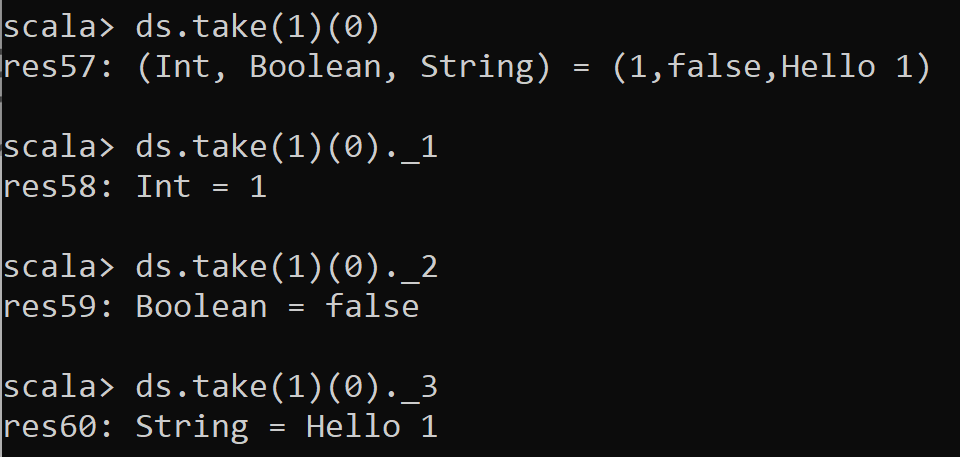 scala> ds.take(1)(0)
res57: (Int, Boolean, String) = (1,false,Hello 1)
scala> ds.take(1)(0)._1
res58: Int = 1
scala> ds.take(1)(0)._2
res59: Boolean = false
scala> ds.take(1)(0)._3
res60: String = Hello 1